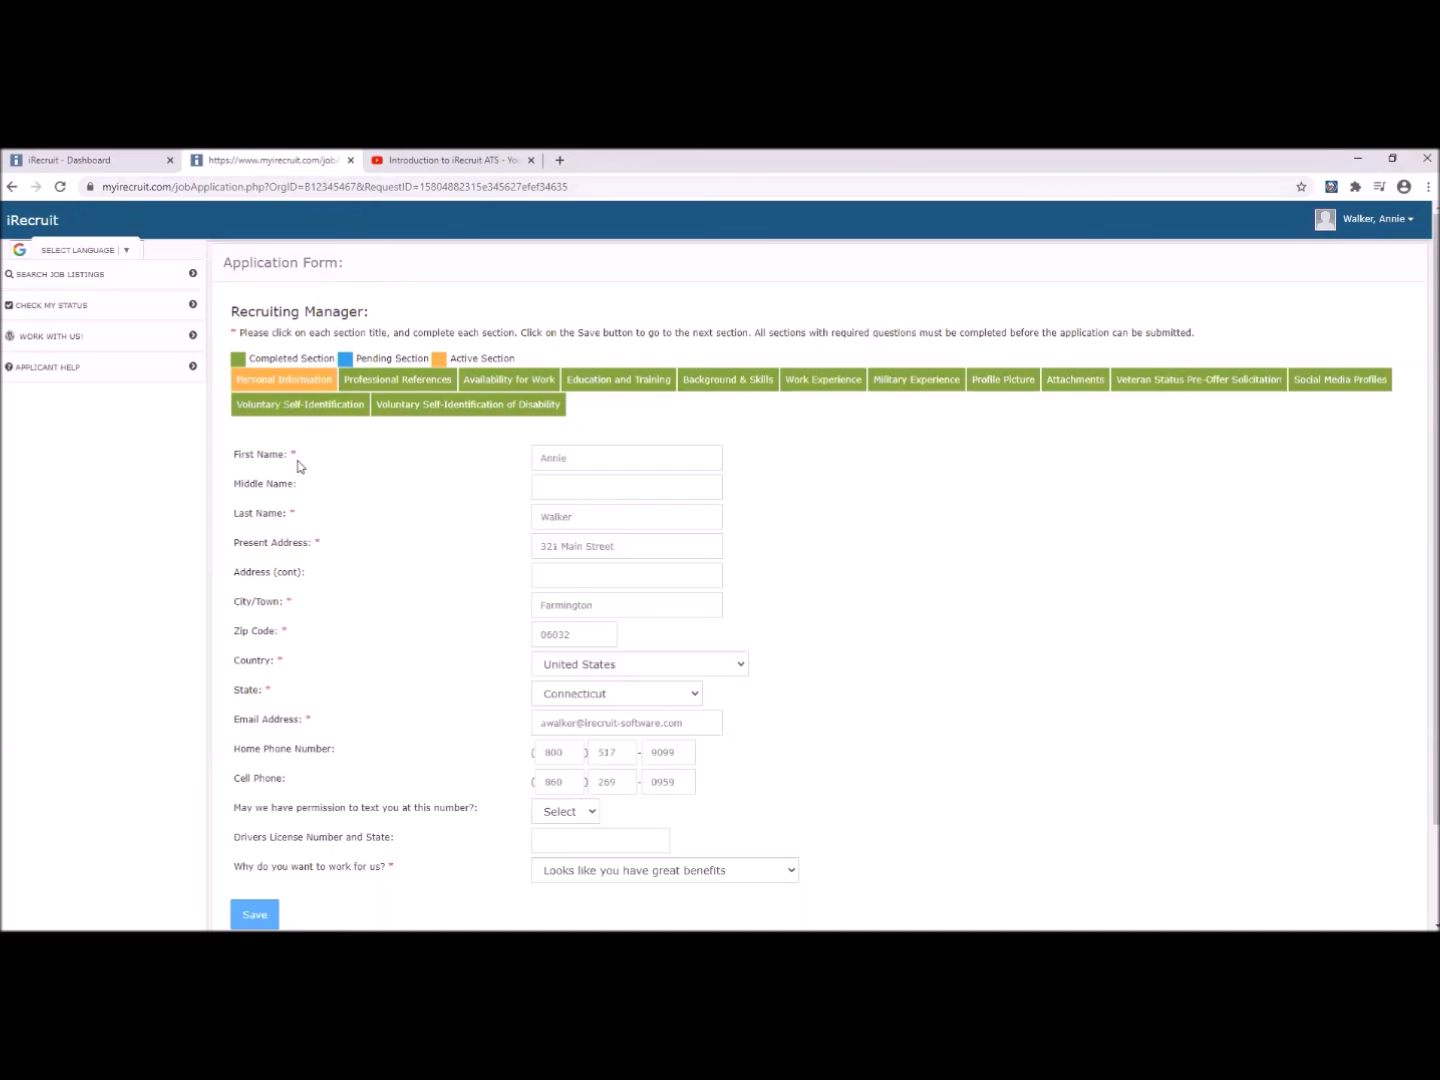 iRecruit - Dashboard
https://www.myirecruit.com/job
Introduction to iRecruit ATS - Yo
myirecruit.com/jobApplication.php?OrgID=B12345467&RequestID=15804882315e345627efef34635
iRecruit
Walker, Annie
SELECT LANGUAGE
SEARCH JOB LISTINGS
CHECK MY STATUS
WORK WITH US!
APPLICANT HELP
Application Form:
Recruiting Manager:
* Please click on each section title, and complete each section. Click on the Save button to go to the next section. All sections with required questions must be completed before the application can be submitted.
Completed Section Pending Section Active Section
Personal Information Professional References Availability for Work Education and Training Background & Skills Work Experience Military Experience Profile Picture Attachments Veteran Status Pre-Offer Solicitation Social Media Profiles
Voluntary Self-Identification Voluntary Self-Identification of Disability
First Name: * Annie
Middle Name:
Last Name: * Walker
Present Address: * 321 Main Street
Address (cont):
City/Town: * Farmington
Zip Code: * 06032
Country: * United States
State: * Connecticut
Email Address: * awalker@irecruit-software.com
Home Phone Number: (800) 517 - 9099
Cell Phone: (860) 269 - 0959
May we have permission to text you at this number?: Select
Drivers License Number and State:
Why do you want to work for us? * Looks like you have great benefits
Save